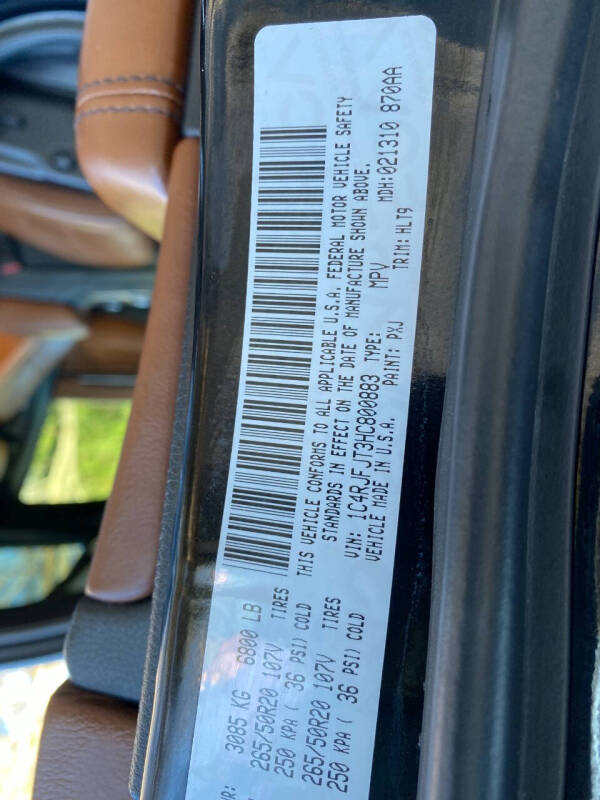 WR: 3085 KG 6800 LB
265/50R20 107V TIRES
250 KPA ( 36 PSI) COLD
265/50R20 107V TIRES
250 KPA ( 36 PSI) COLD
THIS VEHICLE CONFORMS TO ALL APPLICABLE U.S.A. FEDERAL MOTOR VEHICLE SAFETY
STANDARDS IN EFFECT ON THE DATE OF MANUFACTURE SHOWN ABOVE.
VIN: 1C4RJFJT3HC800883 TYPE: MPV MDH:021310 870AA
VEHICLE MADE IN U.S.A. PAINT: PXJ TRIM: HLT9